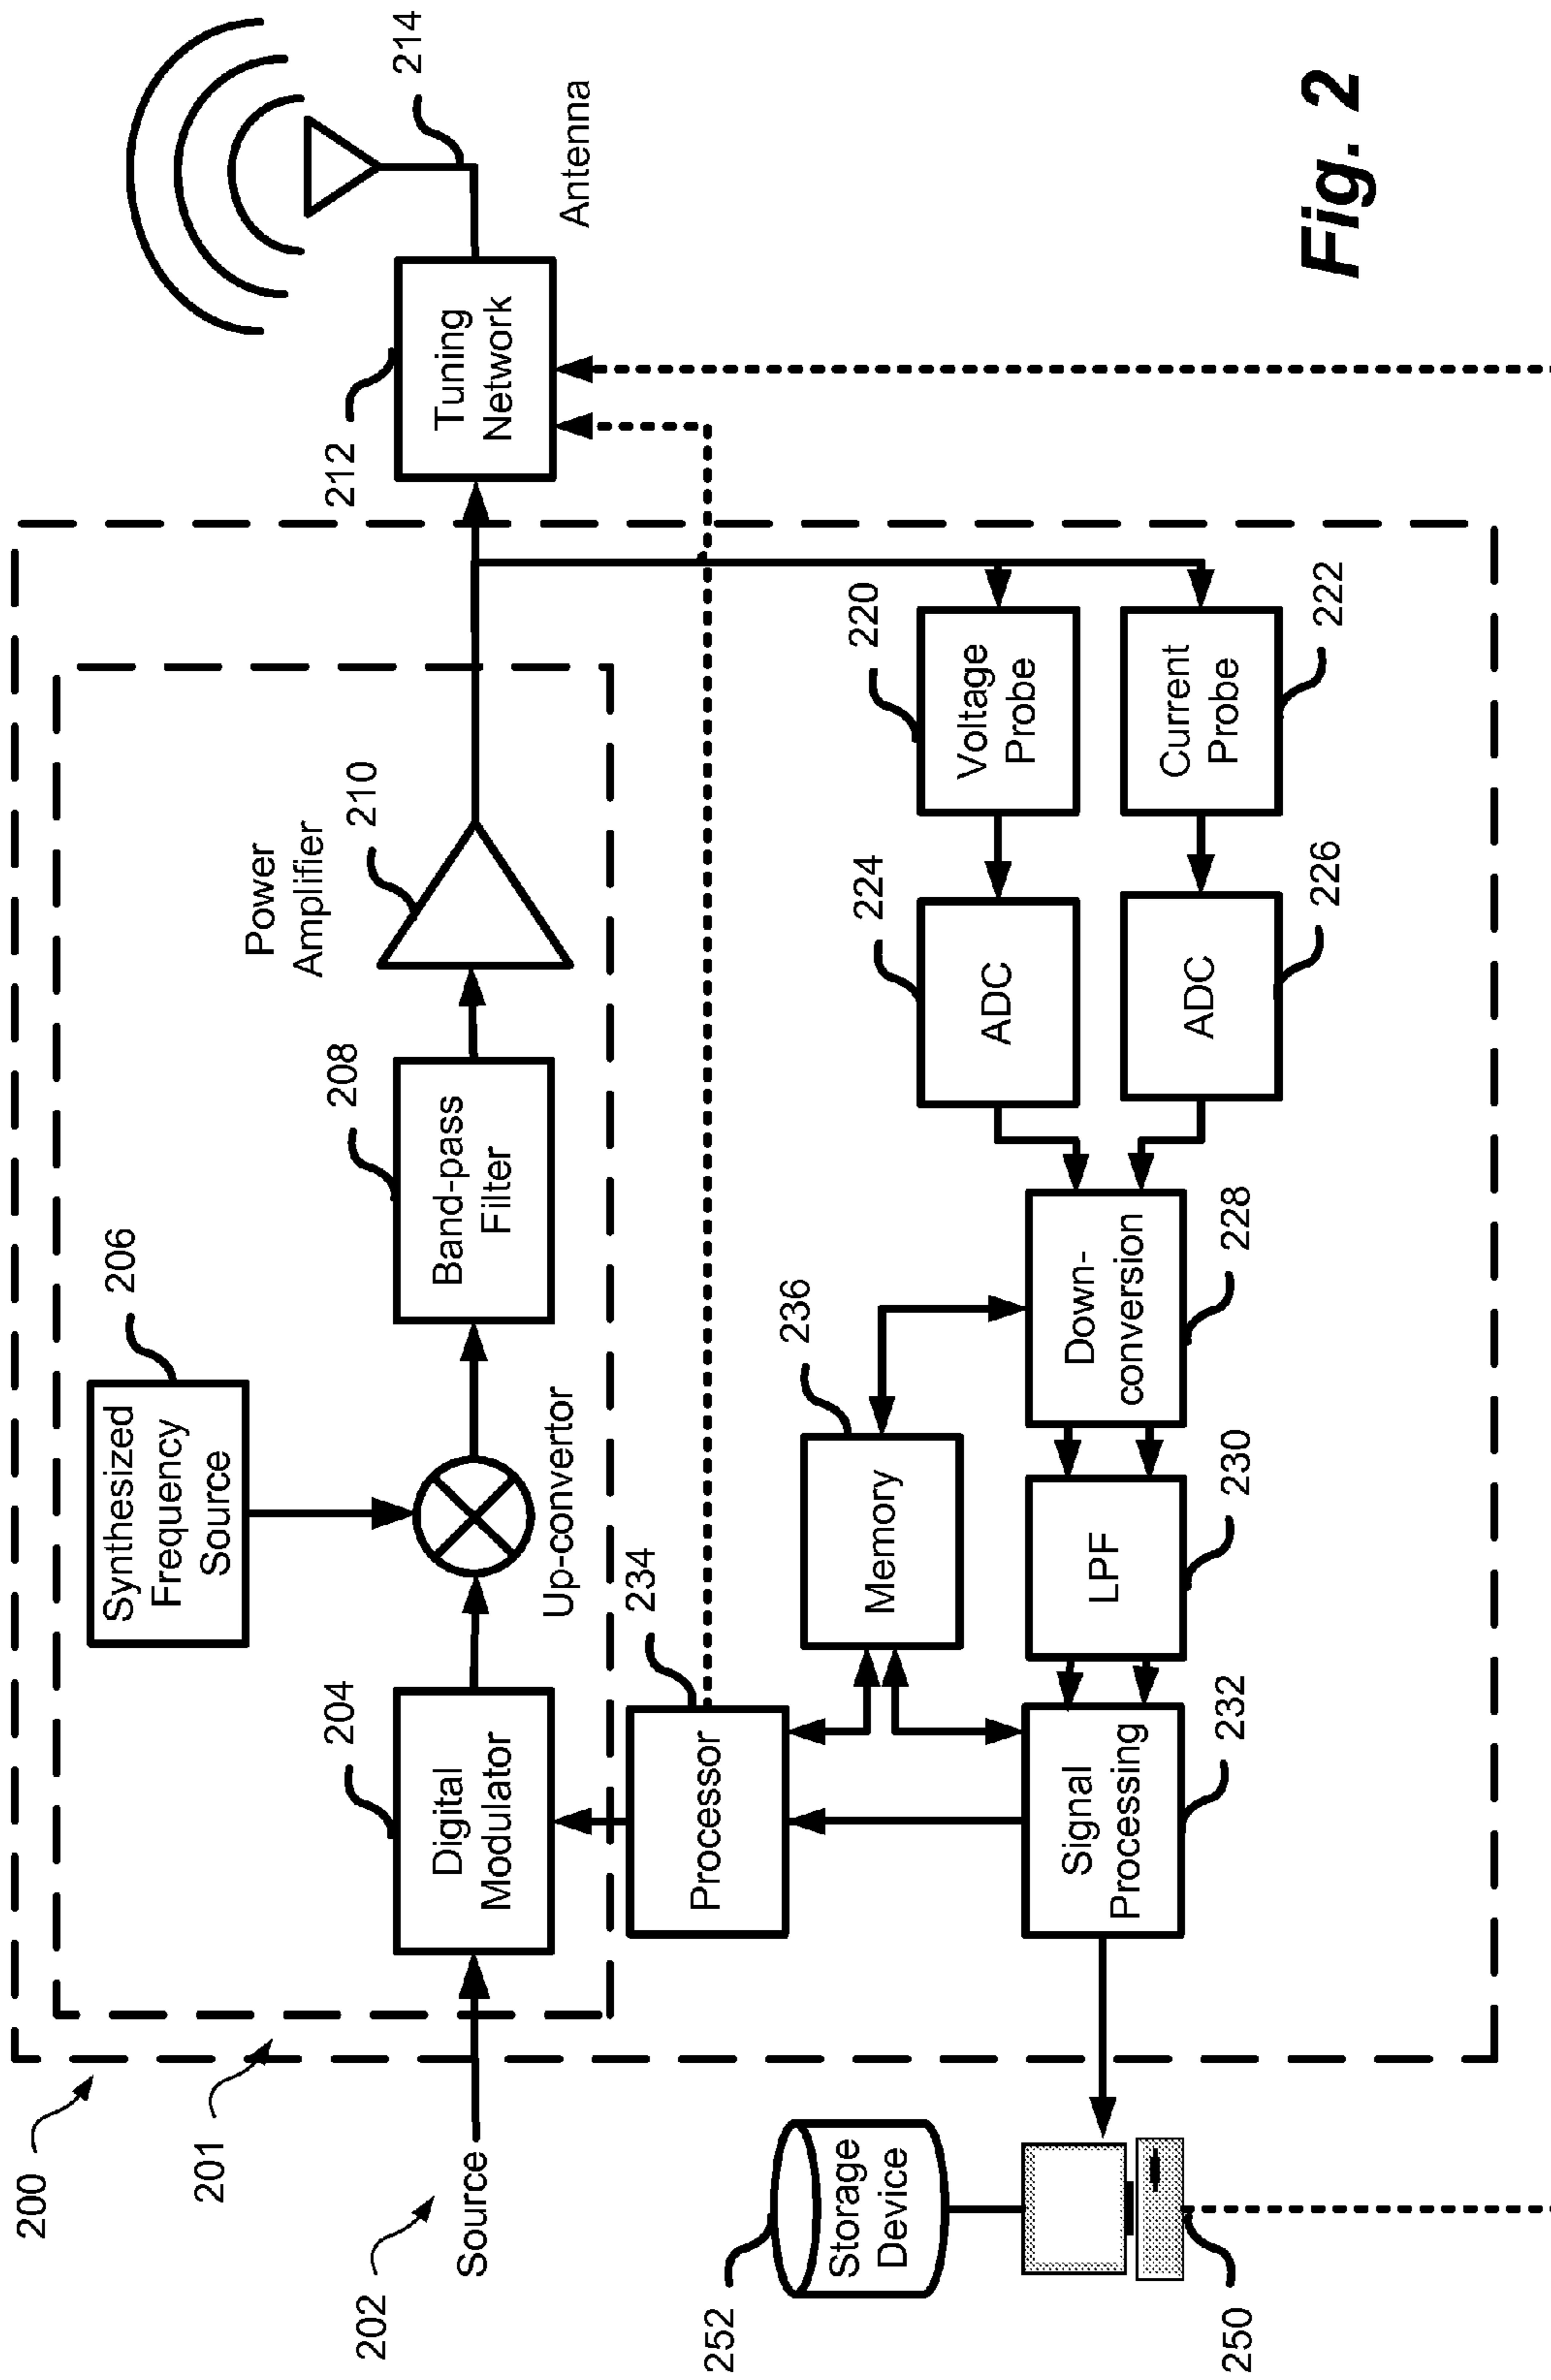 200
201
202
Source
204
Digital
Modulator
206
Synthesized
Frequency
Source
Up-convertor
208
Band-pass
Filter
Power
Amplifier
210
212
Tuning
Network
214
Antenna
234
Processor
236
Memory
220
Voltage
Probe
222
Current
Probe
224
ADC
226
ADC
228
Down-
conversion
230
LPF
232
Signal
Processing
252
Storage
Device
250
Fig. 2